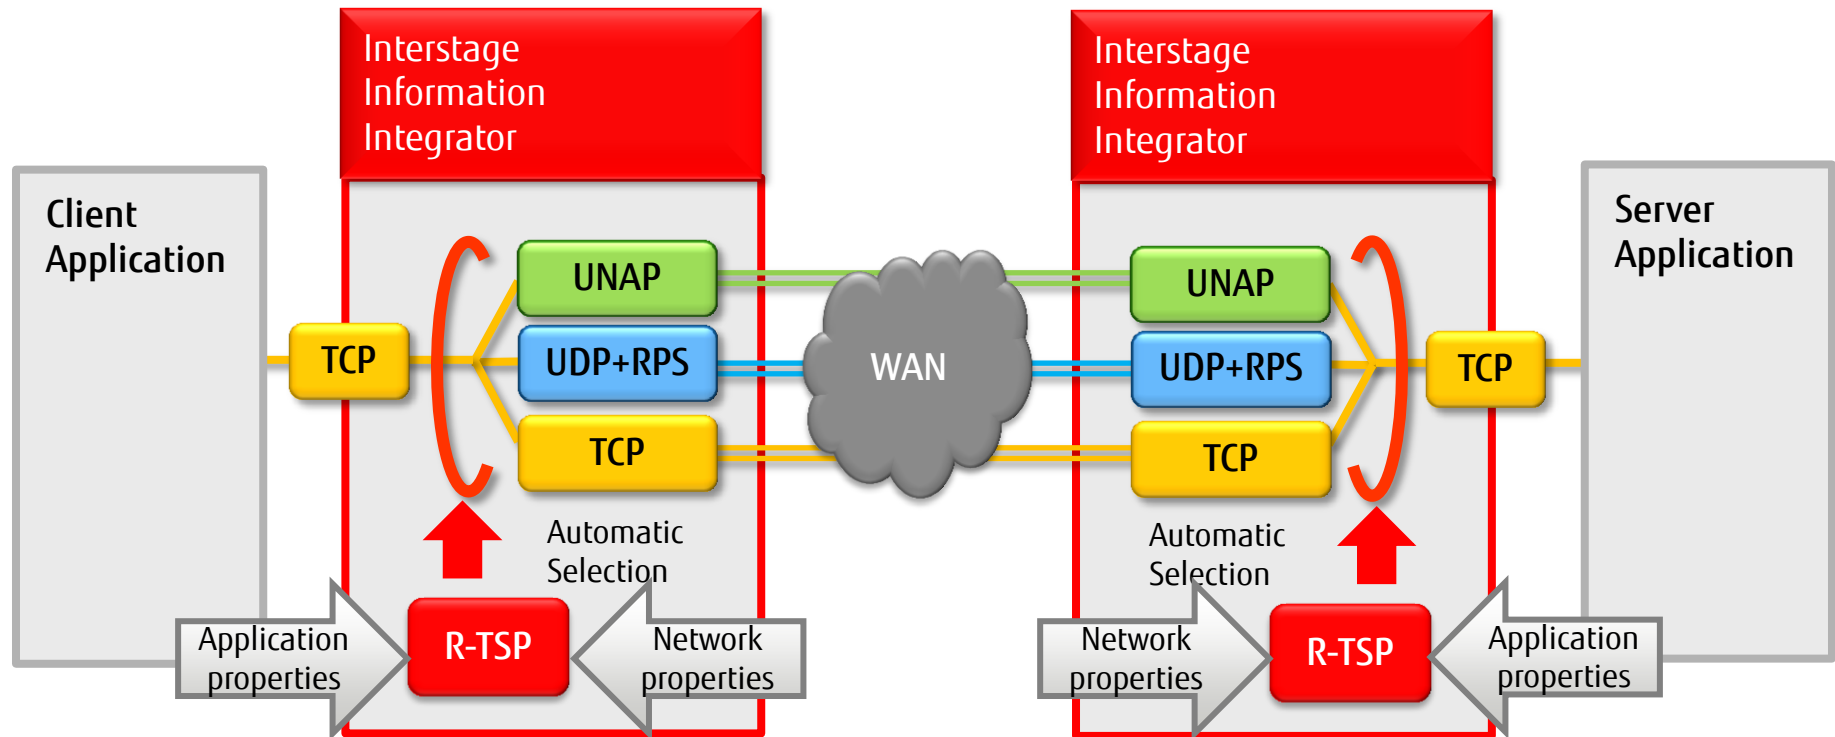 Interstage
Information
Integrator
Interstage
Information
Integrator
Client
Application
Server
Application
UNAP
UDP+RPS
TCP
TCP
WAN
UNAP
UDP+RPS
TCP
TCP
Automatic
Selection
Automatic
Selection
Application
properties
R-TSP
Network
properties
Network
properties
R-TSP
Application
properties